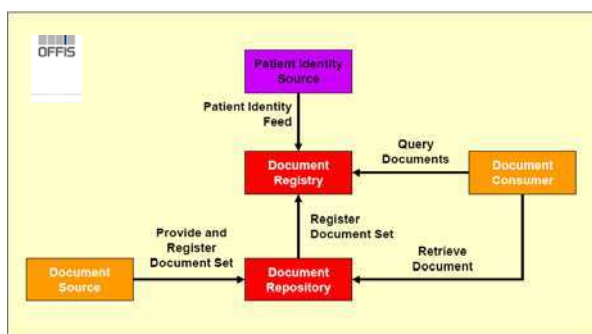 OFFIS
Patient Identity
Source
Patient Identity
Feed
Query
Documents
Document
Registry
Document
Consumer
Register
Document Set
Provide and
Register
Document Set
Retrieve
Document
Document
Source
Document
Repository